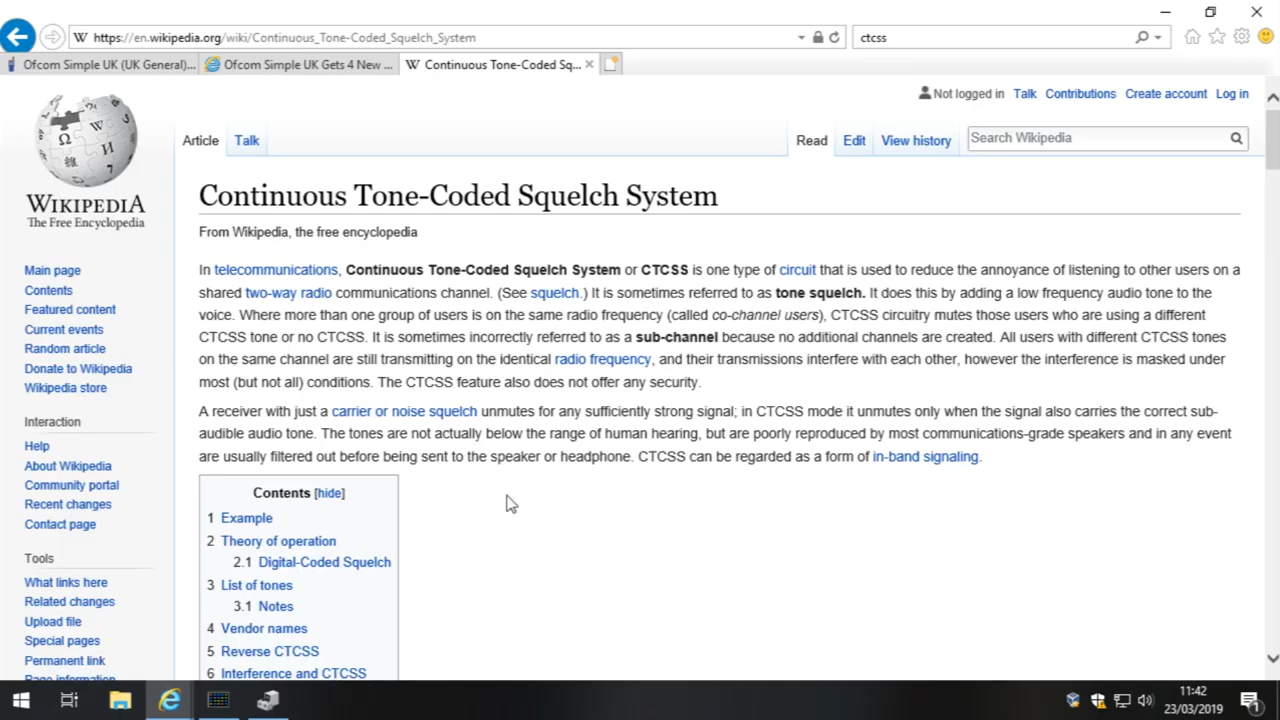 https://en.wikipedia.org/wiki/Continuous_Tone-Coded_Squelch_System
ctcss
Ofcom Simple UK (UK General)...
Ofcom Simple UK Gets 4 New ...
Continuous Tone-Coded Sq...
Not logged in Talk Contributions Create account Log in
Article Talk
Read Edit View history
Search Wikipedia
WIKIPEDIA
The Free Encyclopedia
Main page
Contents
Featured content
Current events
Random article
Donate to Wikipedia
Wikipedia store
Interaction
Help
About Wikipedia
Community portal
Recent changes
Contact page
Tools
What links here
Related changes
Upload file
Special pages
Permanent link
Page information
Continuous Tone-Coded Squelch System
From Wikipedia, the free encyclopedia
In telecommunications, Continuous Tone-Coded Squelch System or CTCSS is one type of circuit that is used to reduce the annoyance of listening to other users on a
shared two-way radio communications channel. (See squelch.) It is sometimes referred to as tone squelch. It does this by adding a low frequency audio tone to the
voice. Where more than one group of users is on the same radio frequency (called co-channel users), CTCSS circuitry mutes those users who are using a different
CTCSS tone or no CTCSS. It is sometimes incorrectly referred to as a sub-channel because no additional channels are created. All users with different CTCSS tones
on the same channel are still transmitting on the identical radio frequency, and their transmissions interfere with each other, however the interference is masked under
most (but not all) conditions. The CTCSS feature also does not offer any security.
A receiver with just a carrier or noise squelch unmutes for any sufficiently strong signal; in CTCSS mode it unmutes only when the signal also carries the correct sub-
audible audio tone. The tones are not actually below the range of human hearing, but are poorly reproduced by most communications-grade speakers and in any event
are usually filtered out before being sent to the speaker or headphone. CTCSS can be regarded as a form of in-band signaling.
Contents [hide]
1 Example
2 Theory of operation
2.1 Digital-Coded Squelch
3 List of tones
3.1 Notes
4 Vendor names
5 Reverse CTCSS
6 Interference and CTCSS
11:42
23/03/2019
1